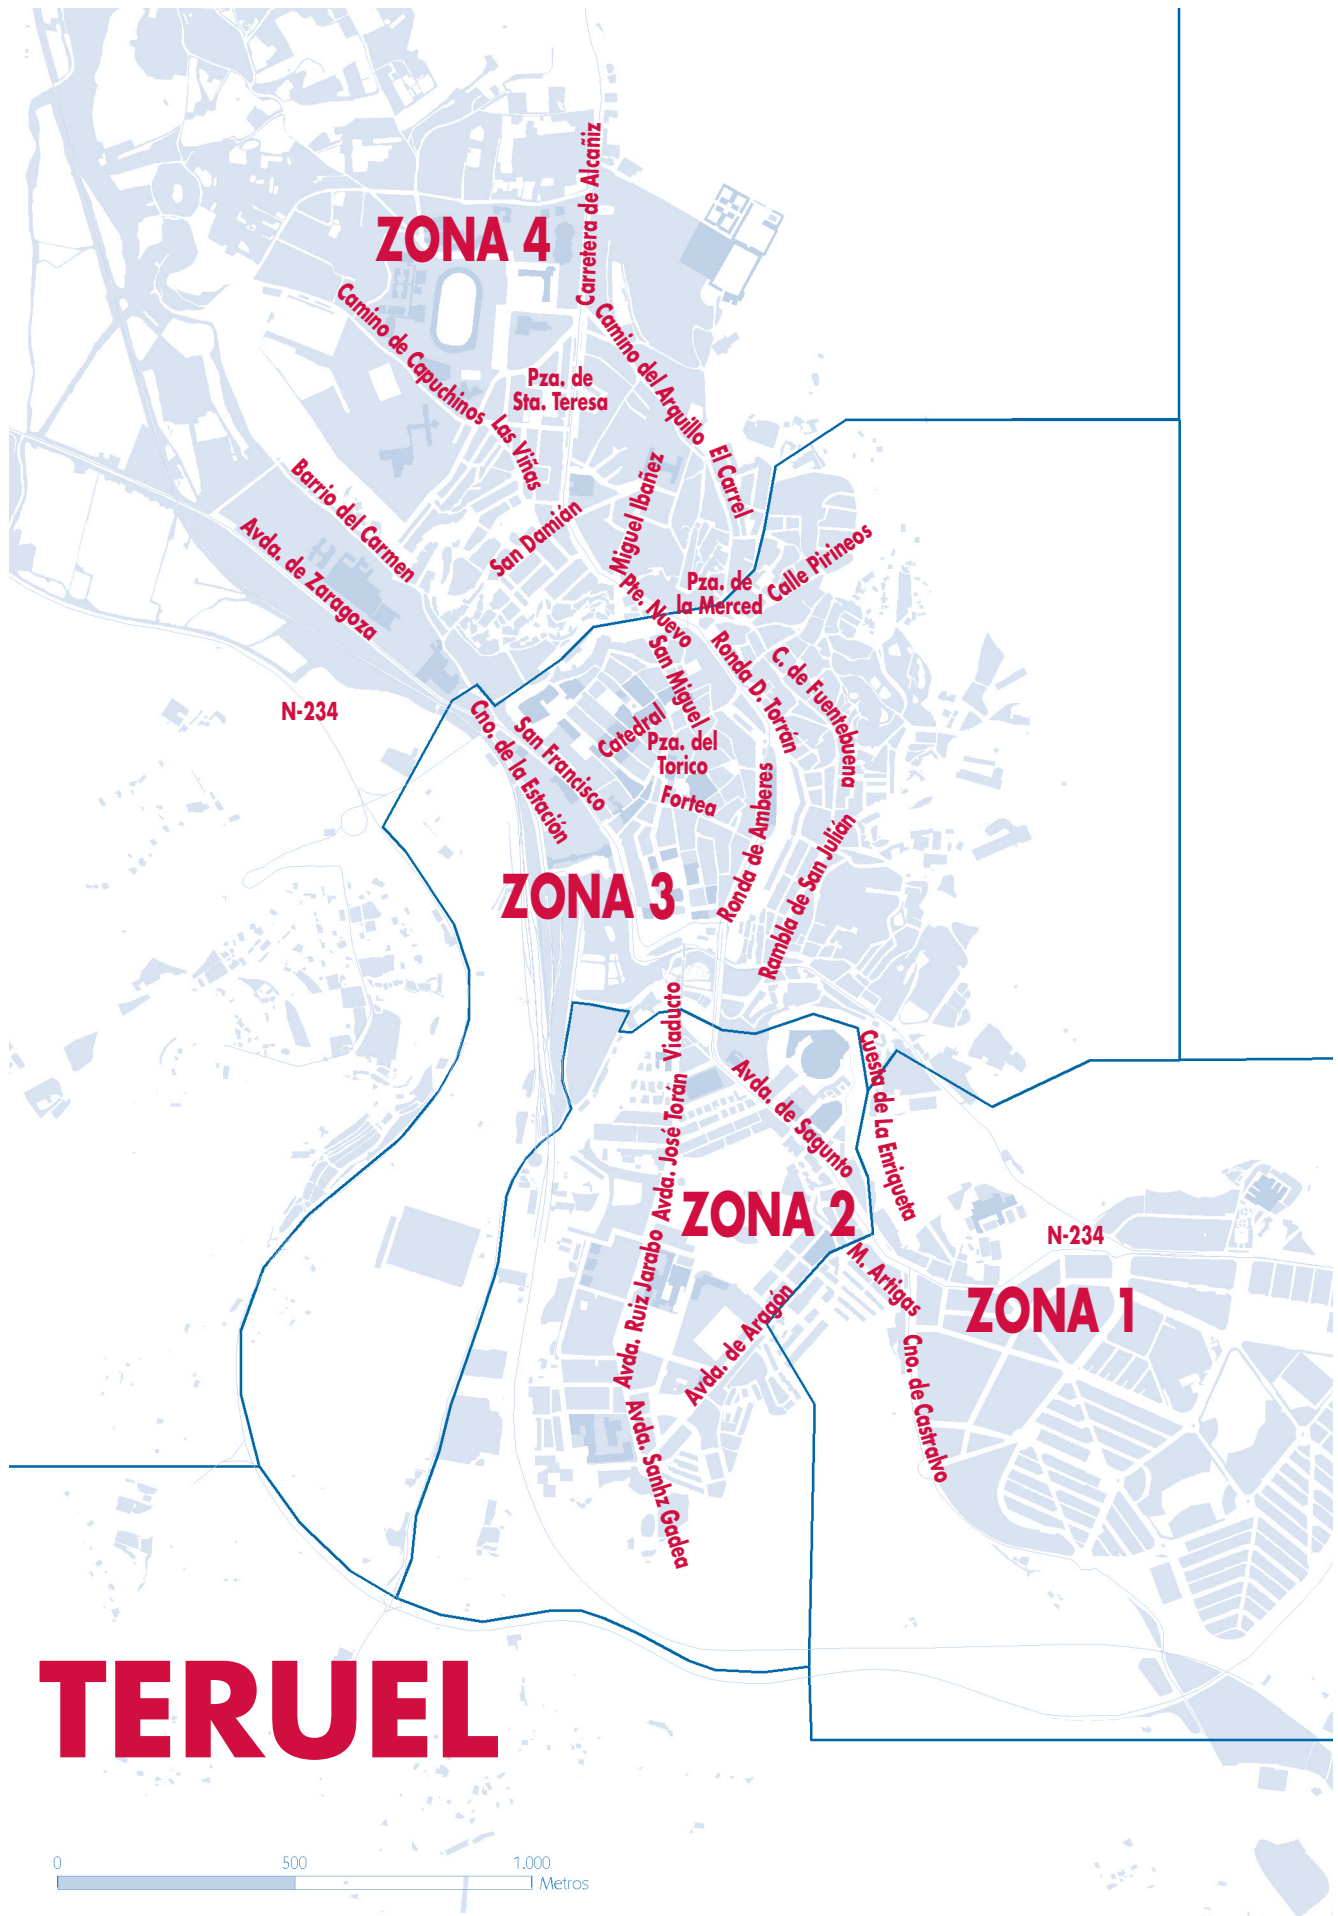 Carretera de Alcañiz
ZONA 4
Camino de Capuchinos
Camino del Arquillo
Pza. de
Sta. Teresa
Las Viñas
El Carrel
Miguel Ibañez
Barrio del Carmen
San Damián
Avda. de Zaragoza
Calle Pirineos
Pza. de
la Merced
Pte. Nuevo
San Miguel
Ronda D. Torrán
C. de Fuentebuena
N-234
Cno. de la Estación
San Francisco
Catedral
Pza. del
Torico
Fortea
Ronda de Amberes
Rambla de San Julián
ZONA 3
Viaducto
Cuesta de La Enriqueta
Avda. de Sagunto
Avda. José Torán
ZONA 2
N-234
M. Artigas
Avda. Ruiz Jarabo
Avda. de Aragón
ZONA 1
Cno. de Castralvo
Avda. Sanhz Gadea
TERUEL
0 500 1.000
Metros